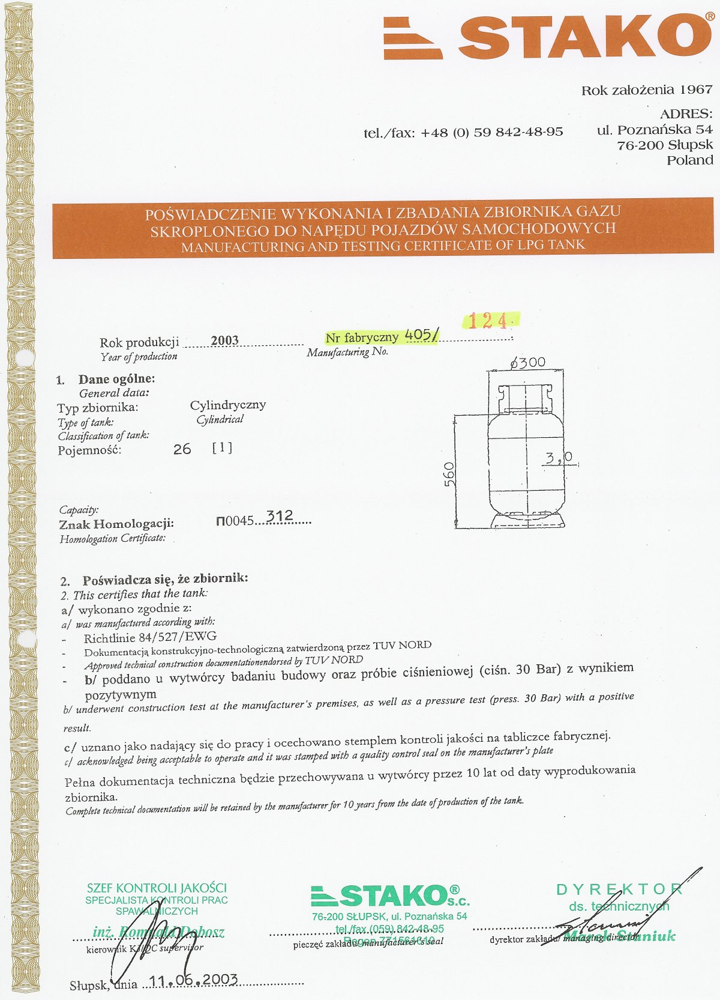 STAKO®
Rok założenia 1967
ADRES:
tel./fax: +48 (0) 59 842-48-95 ul. Poznańska 54
76-200 Słupsk
Poland
POŚWIADCZENIE WYKONANIA I ZBADANIA ZBIORNIKA GAZU
SKROPLONEGO DO NAPĘDU POJAZDÓW SAMOCHODOWYCH
MANUFACTURING AND TESTING CERTIFICATE OF LPG TANK
Rok produkcji ......2003.............. Nr fabryczny 405/ 124
Year of production Manufacturing No.
ϕ300
1. Dane ogólne:
General data:
Typ zbiornika: Cylindryczny
Type of tank: Cylindrical
Classification of tank:
Pojemność: 26 [1]
3,0
560
Capacity:
Znak Homologacji: П0045...312......
Homologation Certificate:
2. Poświadcza się, że zbiornik:
2. This certifies that the tank:
a/ wykonano zgodnie z:
a/ was manufactured according with:
- Richtlinie 84/527/EWG
- Dokumentacją konstrukcyjno-technologiczną zatwierdzoną przez TUV NORD
- Approved technical construction documentationendorsed by TUV NORD
- b/ poddano u wytwórcy badaniu budowy oraz próbie ciśnieniowej (ciśn. 30 Bar) z wynikiem
pozytywnym
b/ underwent construction test at the manufacturer's premises, as well as a pressure test (press. 30 Bar) with a positive
result.
c/ uznano jako nadający się do pracy i ocechowano stemplem kontroli jakości na tabliczce fabrycznej.
c/ acknowledged being acceptable to operate and it was stamped with a quality control seal on the manufacturer's plate
Pełna dokumentacja techniczna będzie przechowywana u wytwórcy przez 10 lat od daty wyprodukowania
zbiornika.
Complete technical documentation will be retained by the manufacturer for 10 years from the date of production of the tank.
SZEF KONTROLI JAKOŚCI
SPECJALISTA KONTROLI PRAC
SPAWALNICZYCH
inż. Romuald Dobosz
kierownik KJ/QC supervisor
STAKO® s.c.
76-200 SŁUPSK, ul. Poznańska 54
tel./fax (059) 842-48-95
Regon 771561610
pieczęć zakładu/ manufacturer's seal
DYREKTOR
ds. technicznych
Marek Staniuk
dyrektor zakładu/ managing director
Słupsk, dnia ..11.06.2003..................